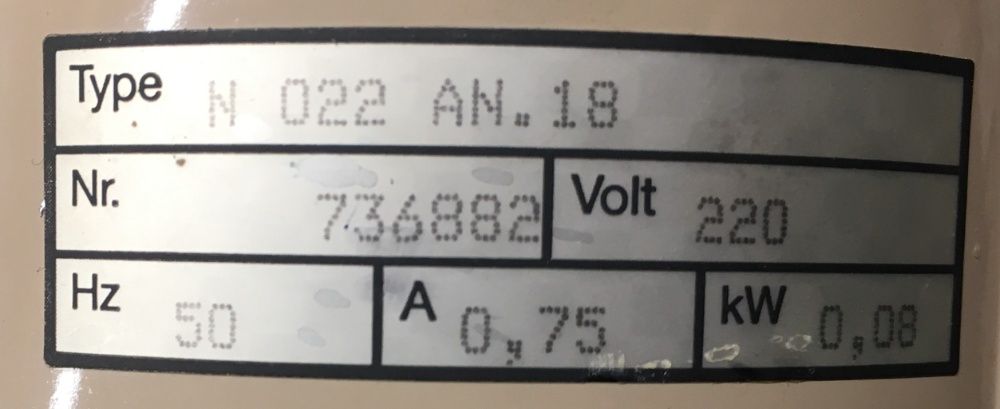 Type N 022 AN.18
Nr. 736882 Volt 220
Hz 50 A 0,75 kW 0,08